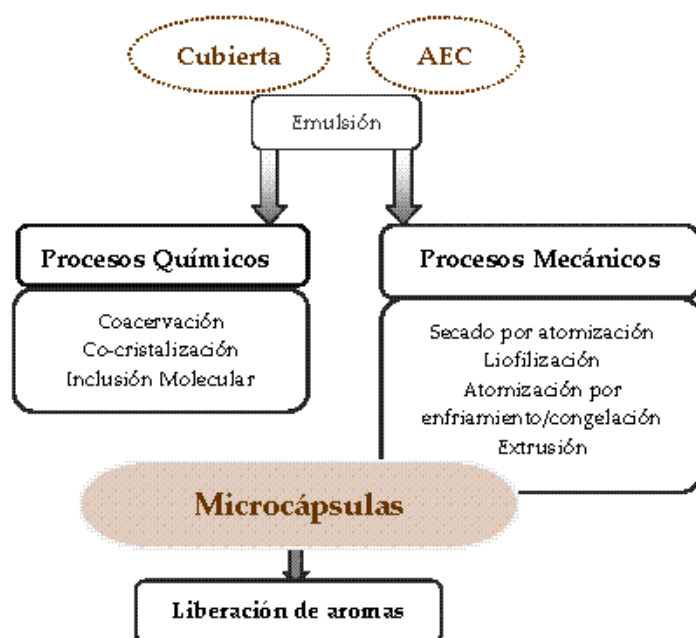 Cubierta
AEC
Emulsión
Procesos Químicos
Coacervación
Co-cristalización
Inclusión Molecular
Procesos Mecánicos
Secado por atomización
Liofilización
Atomización por
enfriamiento/congelación
Extrusión
Microcápsulas
Liberación de aromas